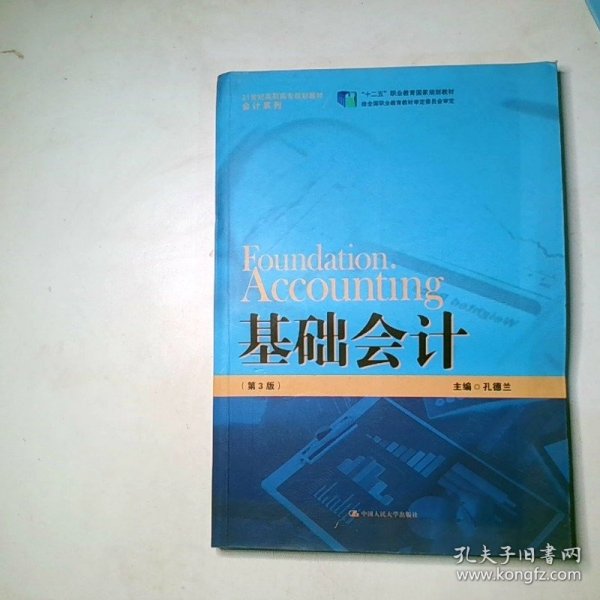 21世纪高职高专规划教材
会计系列
"十二五"职业教育国家规划教材
经全国职业教育教材审定委员会审定
Foundation.
Accounting
基础会计
(第3版)
主编◎孔德兰
中国人民大学出版社
孔夫子旧书网
www.kongfz.com